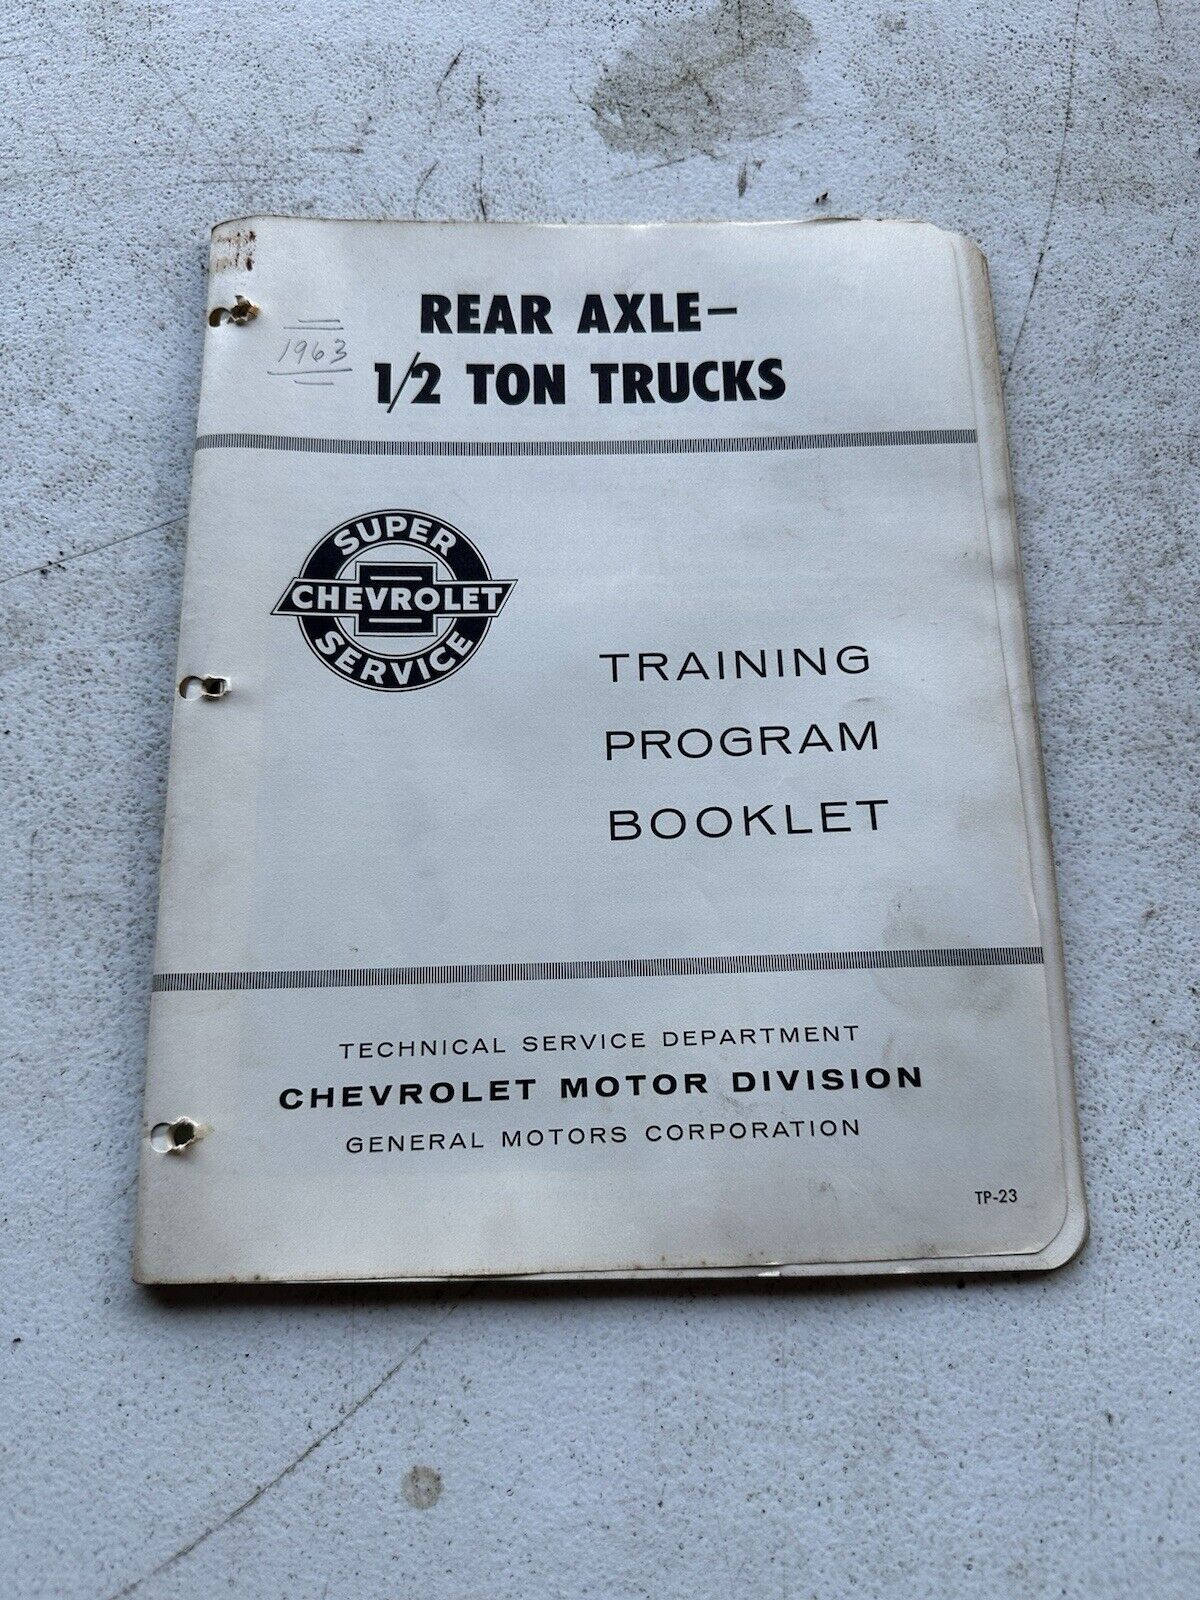 REAR AXLE–
1963
1/2 TON TRUCKS
SUPER
CHEVROLET
SERVICE
TRAINING
PROGRAM
BOOKLET
TECHNICAL SERVICE DEPARTMENT
CHEVROLET MOTOR DIVISION
GENERAL MOTORS CORPORATION
TP-23